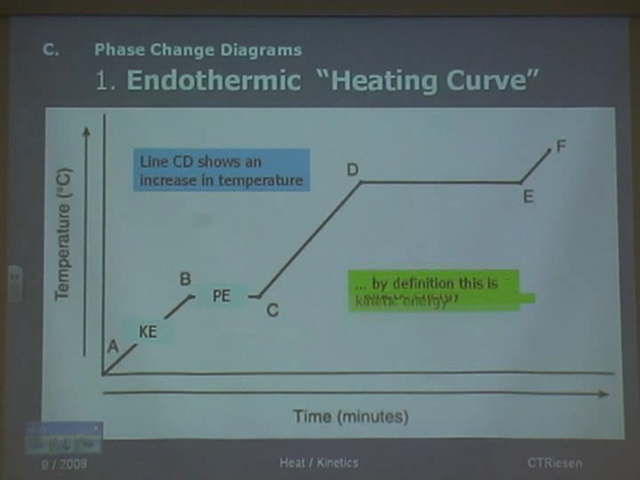 C. Phase Change Diagrams
1. Endothermic "Heating Curve"
Line CD shows an
increase in temperature
Temperature (°C)
D
F
E
B
PE
C
A
KE
... by definition this is
kinetic energy
Time (minutes)
9 / 2008
Heat / Kinetics
CTRiesen